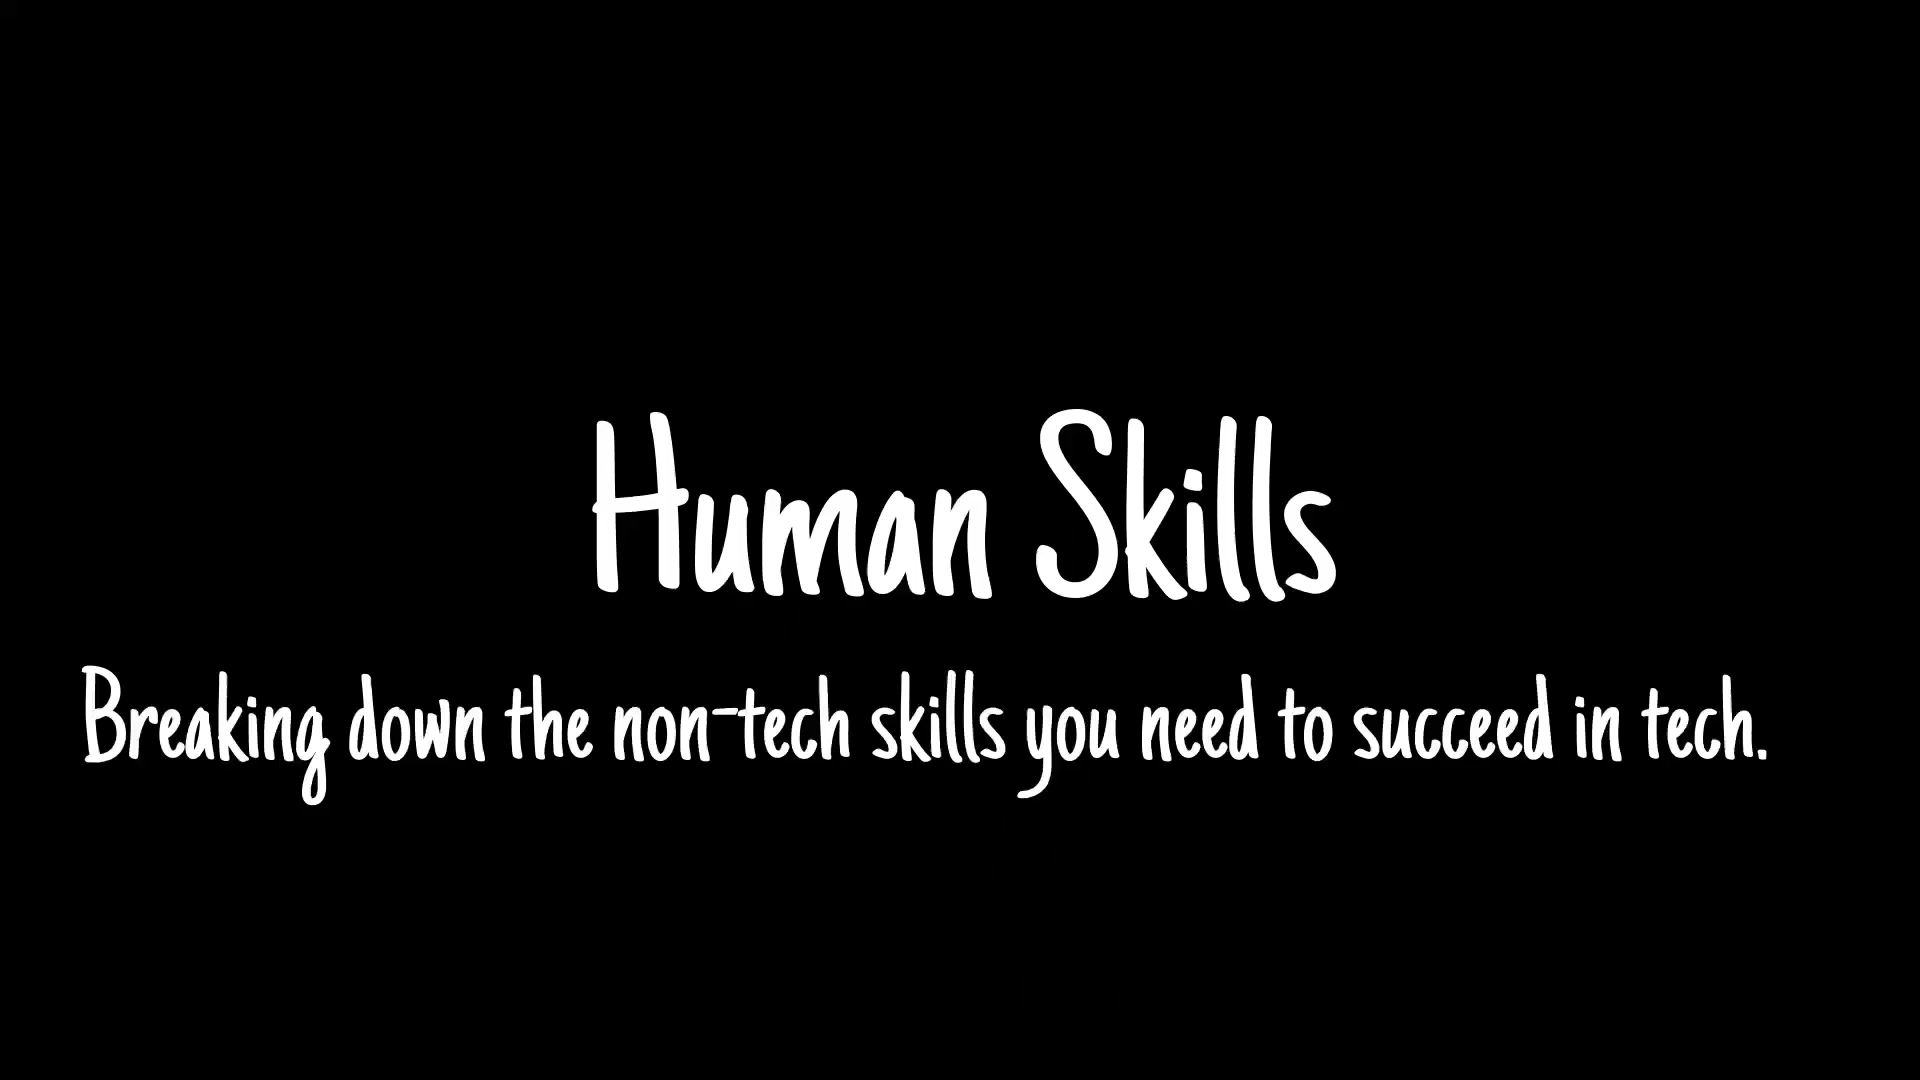 Human Skills
Breaking down the non-tech skills you need to succeed in tech.